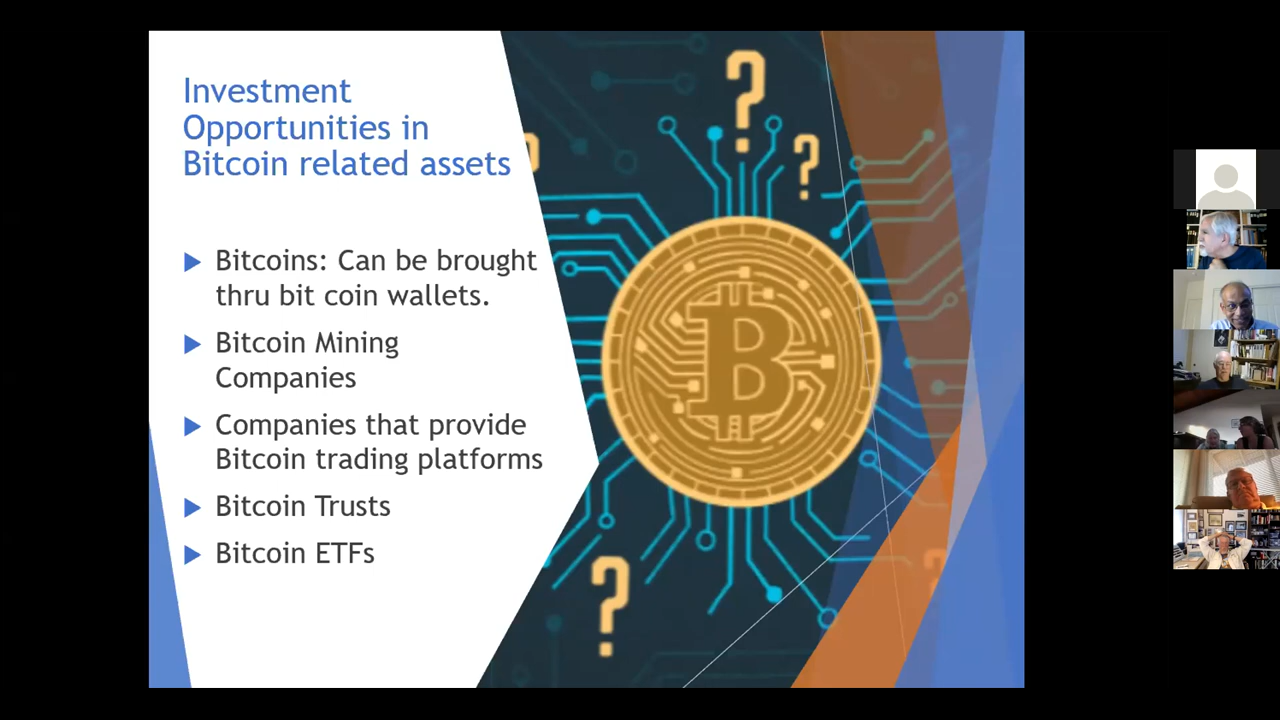 Investment
Opportunities in
Bitcoin related assets
Bitcoins: Can be brought
thru bit coin wallets.
Bitcoin Mining
Companies
Companies that provide
Bitcoin trading platforms
Bitcoin Trusts
Bitcoin ETFs